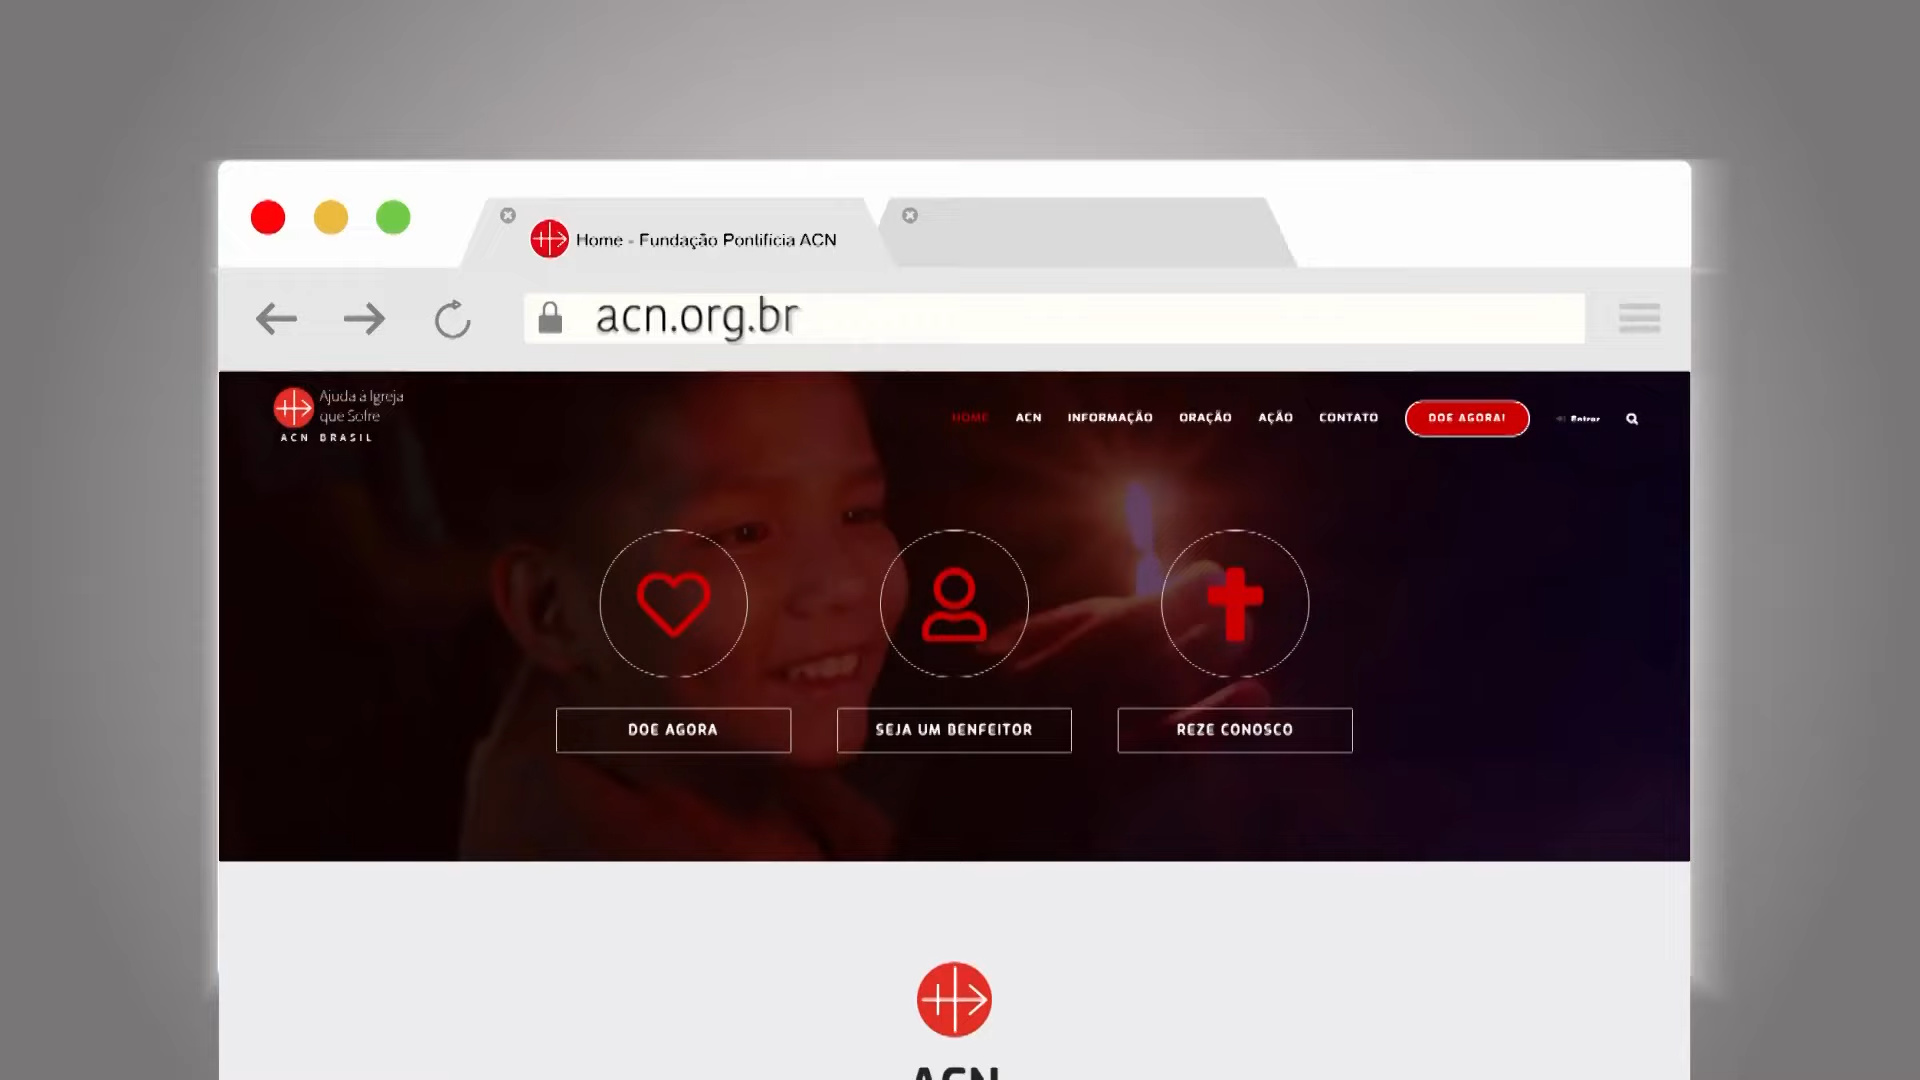 Home - Fundação Pontifícia ACN
acn.org.br
Ajuda à Igreja
que Sofre
ACN BRASIL
HOME ACN INFORMAÇÃO ORAÇÃO AÇÃO CONTATO DOE AGORA! Entrar
DOE AGORA SEJA UM BENFEITOR REZE CONOSCO
ACN